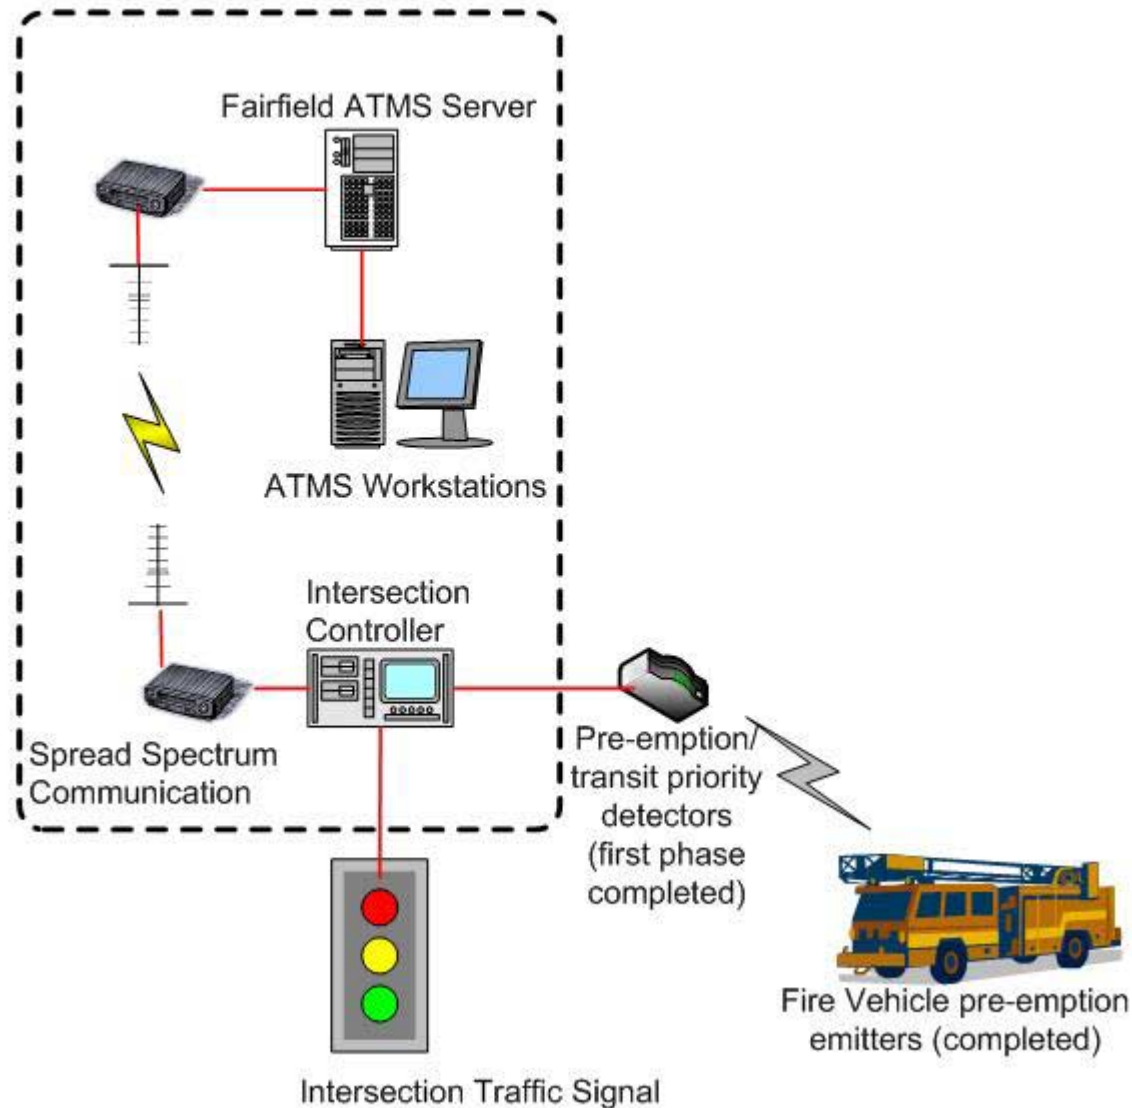 Fairfield ATMS Server
ATMS Workstations
Intersection
Controller
Spread Spectrum
Communication
Pre-emption/
transit priority
detectors
(first phase
completed)
Fire Vehicle pre-emption
emitters (completed)
Intersection Traffic Signal